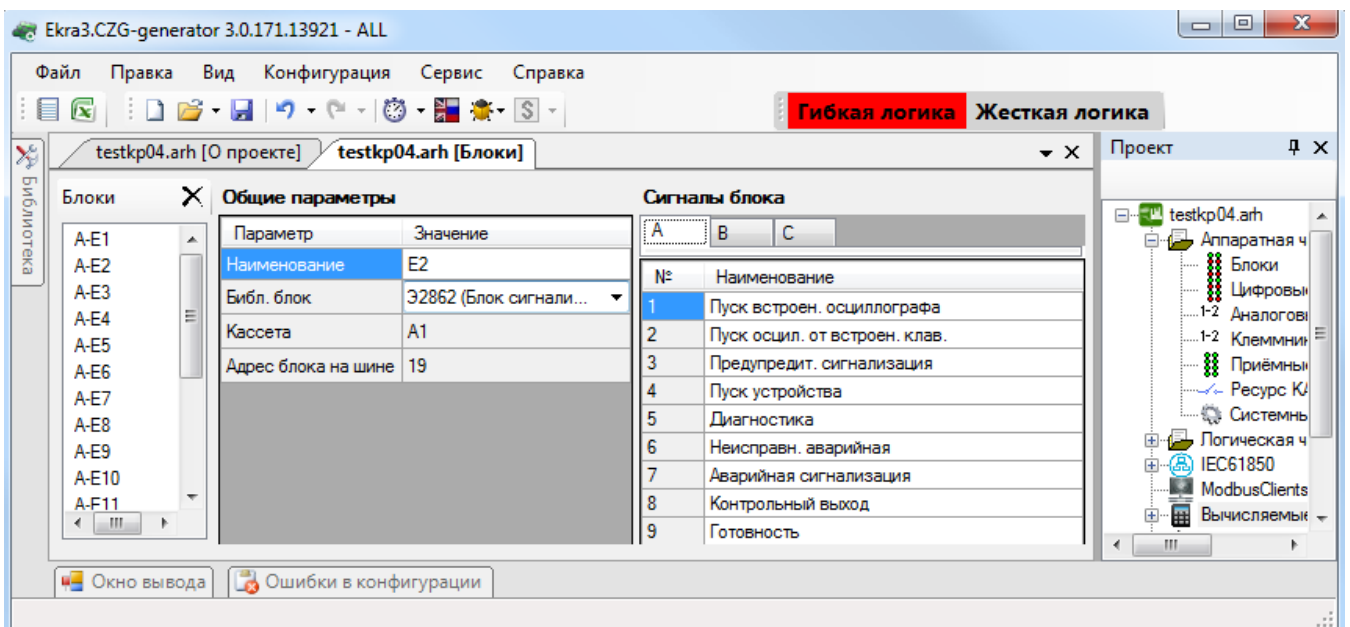 Ekra3.CZG-generator 3.0.171.13921 - ALL
Файл Правка Вид Конфигурация Сервис Справка
Гибкая логика Жесткая логика
Библиотека
testkp04.arh [О проекте] testkp04.arh [Блоки]
Проект
Блоки
Общие параметры
Сигналы блока
A-E1
A-E2
A-E3
A-E4
A-E5
A-E6
A-E7
A-E8
A-E9
A-E10
A-E11
Параметр Значение
Наименование E2
Библ. блок Э2862 (Блок сигнали...
Кассета A1
Адрес блока на шине 19
A B C
№ Наименование
1 Пуск встроен. осциллографа
2 Пуск осцил. от встроен. клав.
3 Предупредит. сигнализация
4 Пуск устройства
5 Диагностика
6 Неисправн. аварийная
7 Аварийная сигнализация
8 Контрольный выход
9 Готовность
testkp04.arh
Аппаратная ч
Блоки
Цифровы
1-2 Аналогов
1-2 Клеммни
Приёмны
Ресурс КА
Системнь
Логическая ч
IEC61850
ModbusClients
Вычисляемые
Окно вывода Ошибки в конфигурации